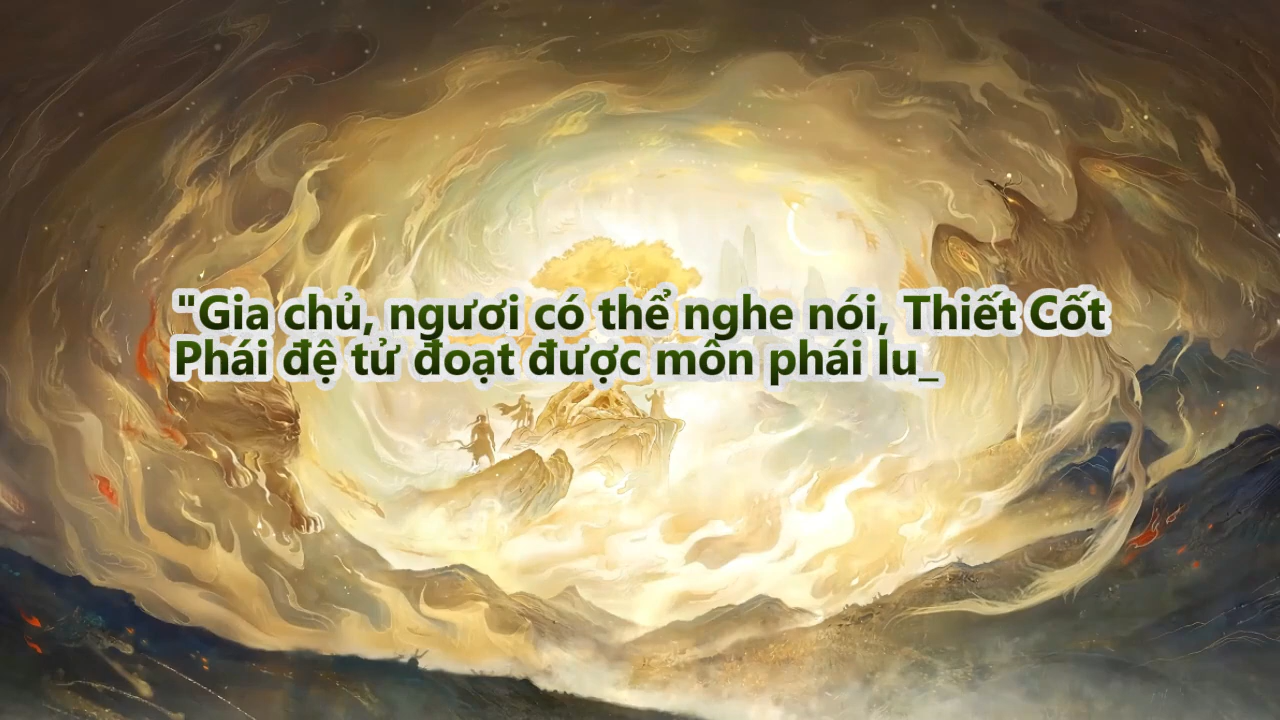 "Gia chủ, ngươi có thể nghe nói, Thiết Cốt
Phái đệ tử đoạt được môn phái lu_